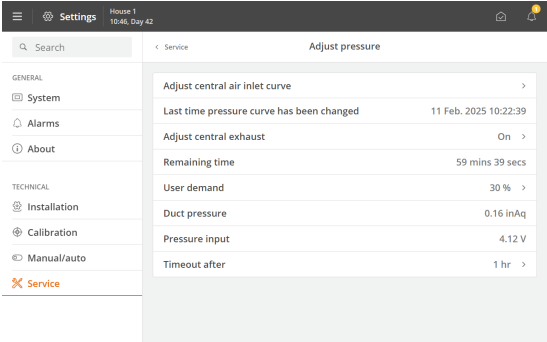 Settings
House 1
10:46, Day 42
1
Search
GENERAL
System
Alarms
About
TECHNICAL
Installation
Calibration
Manual/auto
Service
Service
Adjust pressure
Adjust central air inlet curve
Last time pressure curve has been changed 11 Feb. 2025 10:22:39
Adjust central exhaust On
Remaining time 59 mins 39 secs
User demand 30 %
Duct pressure 0.16 inAq
Pressure input 4.12 V
Timeout after 1 hr